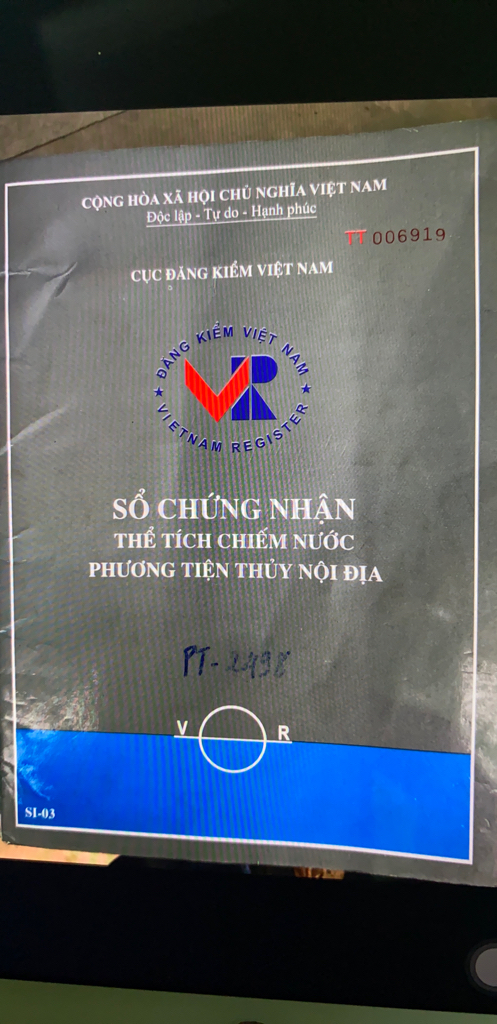 CỘNG HÒA XÃ HỘI CHỦ NGHĨA VIỆT NAM
Độc lập - Tự do - Hạnh phúc
TT 006919
CỤC ĐĂNG KIỂM VIỆT NAM
ĐĂNG KIỂM VIỆT NAM
VR
VIETNAM REGISTER
SỔ CHỨNG NHẬN
THỂ TÍCH CHIẾM NƯỚC
PHƯƠNG TIỆN THỦY NỘI ĐỊA
PT-2498
V R
SI-03